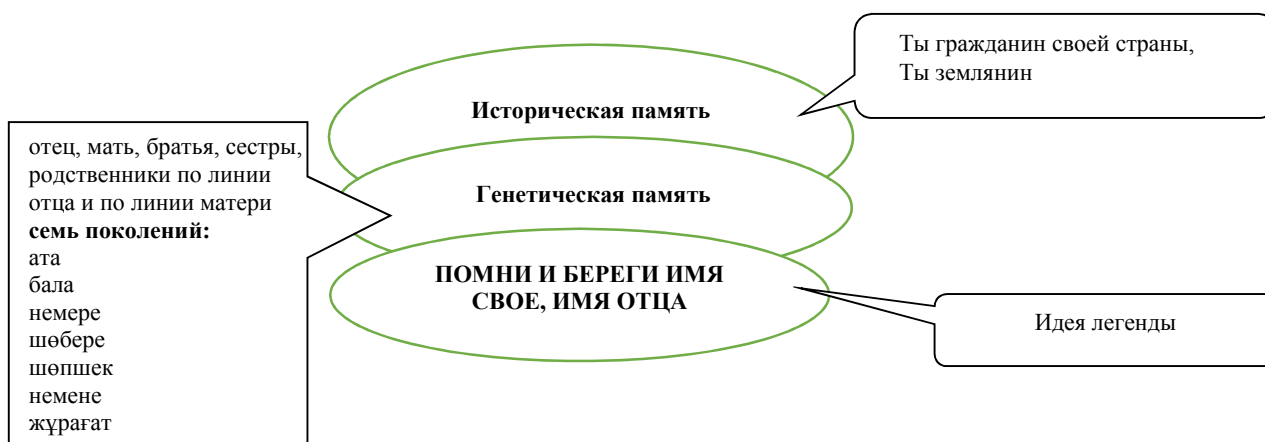 Ты гражданин своей страны,
Ты землянин
Историческая память
отец, мать, братья, сестры,
родственники по линии
отца и по линии матери
семь поколений:
ата
бала
немере
шөбере
шөпшек
немене
жұрағат
Генетическая память
ПОМНИ И БЕРЕГИ ИМЯ
СВОЕ, ИМЯ ОТЦА
Идея легенды